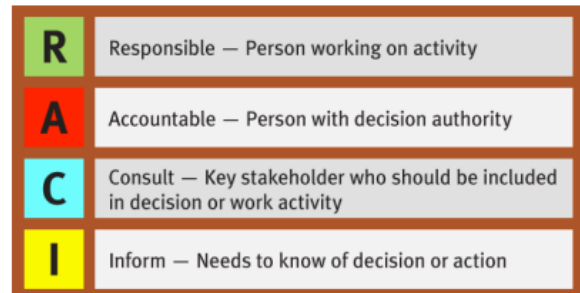 R
Responsible — Person working on activity
A
Accountable — Person with decision authority
C
Consult — Key stakeholder who should be included
in decision or work activity
I
Inform — Needs to know of decision or action